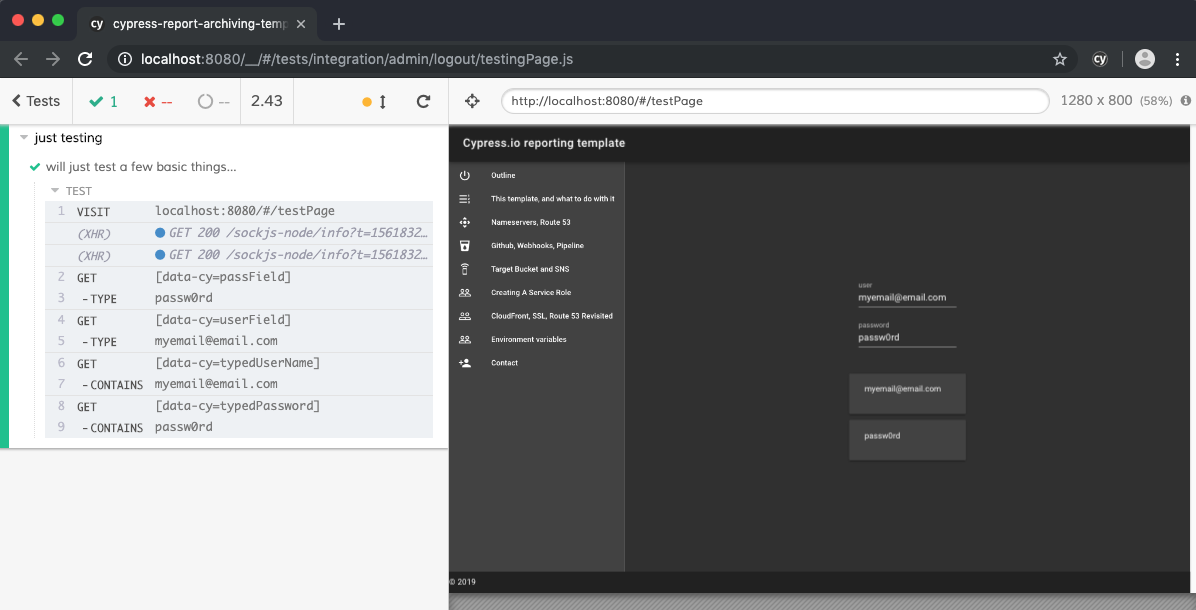 cy cypress-report-archiving-temp
localhost:8080/__/#/tests/integration/admin/logout/testingPage.js
cy
Tests
1
--
--
2.43
http://localhost:8080/#/testPage
1280 x 800 (58%)
just testing
will just test a few basic things...
TEST
1 VISIT localhost:8080/#/testPage
(XHR) GET 200 /sockjs-node/info?t=1561832…
(XHR) GET 200 /sockjs-node/info?t=1561832…
2 GET [data-cy=passField]
3 -TYPE passw0rd
4 GET [data-cy=userField]
5 -TYPE myemail@email.com
6 GET [data-cy=typedUserName]
7 -CONTAINS myemail@email.com
8 GET [data-cy=typedPassword]
9 -CONTAINS passw0rd
Cypress.io reporting template
Outline
This template, and what to do with it
Nameservers, Route 53
Github, Webhooks, Pipeline
Target Bucket and SNS
Creating A Service Role
CloudFront, SSL, Route 53 Revisited
Environment variables
Contact
user
myemail@email.com
password
passw0rd
myemail@email.com
passw0rd
© 2019